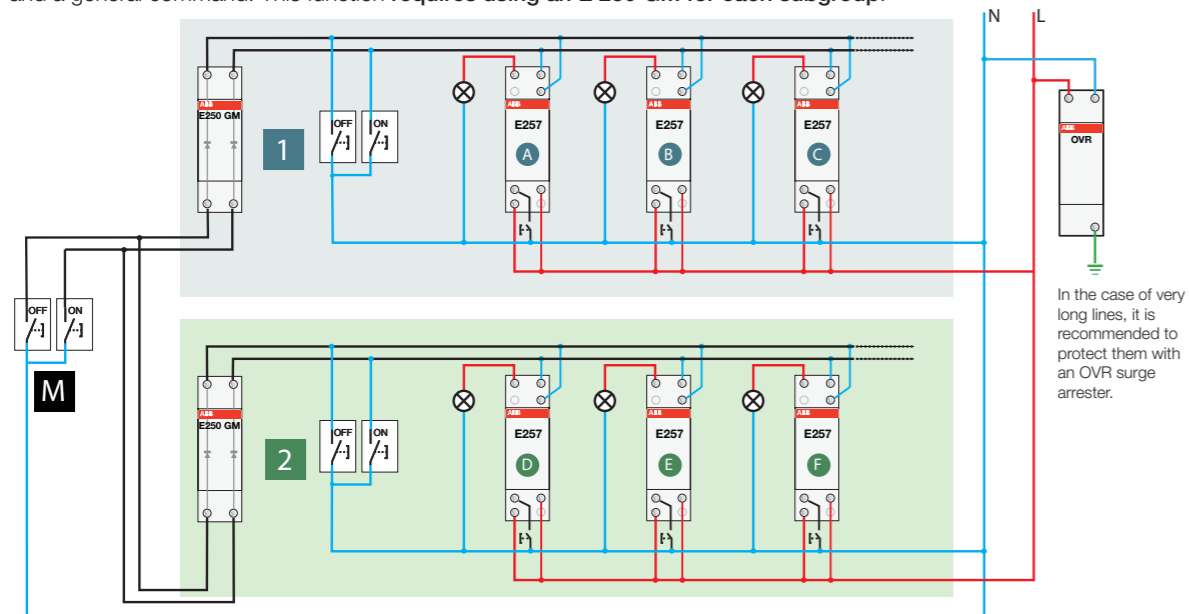 and a general command. This function requires using an E 250 GM for each subgroup.
N L
ABB
E250 GM
1
OFF
ON
ABB
E257
A
ABB
E257
B
ABB
E257
C
ABB
OVR
In the case of very
long lines, it is
recommended to
protect them with
an OVR surge
arrester.
OFF
ON
M
ABB
E250 GM
2
OFF
ON
ABB
E257
D
ABB
E257
E
ABB
E257
F